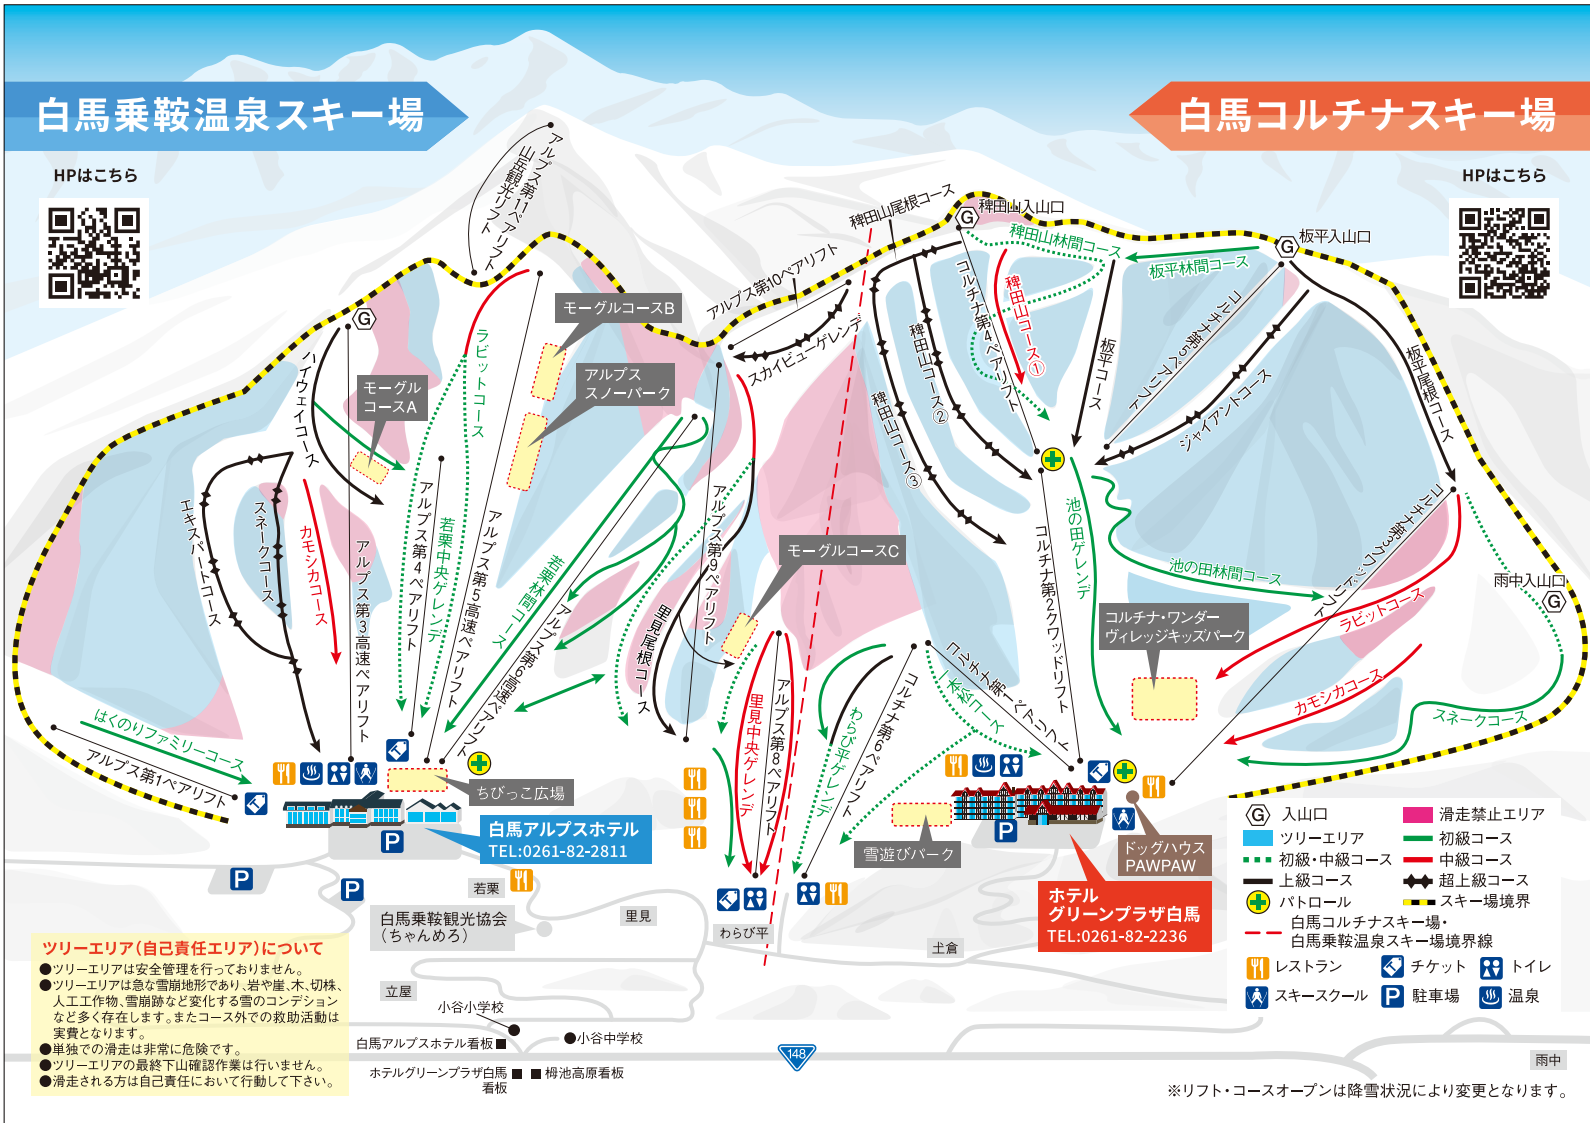 白馬乗鞍温泉スキー場
白馬コルチナスキー場
HPはこちら
HPはこちら
アルプス第11ペアリフト
山岳観光リフト
稗田山尾根コース
G
稗田山入山口
稗田山林間コース
G
板平入山口
板平林間コース
アルプス第10ペアリフト
スカイビューゲレンデ
コルチナ第4ペアリフト
稗田山コース①
稗田山コース②
稗田山コース③
板平コース
コルチナ第5ペアリフト
ジャイアントコース
板平尾根コース
G
ハイウェイコース
モーグル
コースA
ラビットコース
モーグルコースB
アルプス
スノーパーク
エキスパートコース
スネークコース
カモシカコース
アルプス第3高速ペアリフト
アルプス第4ペアリフト
若栗中央ゲレンデ
アルプス第5高速ペアリフト
若栗林間コース
アルプス第6高速ペアリフト
アルプス第9ペアリフト
里見尾根コース
モーグルコースC
コルチナ第2クワッドリフト
池の田ゲレンデ
池の田林間コース
コルチナ第3クワッドリフト
雨中入山口
G
コルチナ・ワンダー
ヴィレッジキッズパーク
ラビットコース
カモシカコース
スネークコース
はくのりファミリーコース
アルプス第1ペアリフト
里見中央ゲレンデ
アルプス第8ペアリフト
わらび平ゲレンデ
コルチナ第6ペアリフト
一本松コース
コルチナ第1ペアリフト
ちびっこ広場
白馬アルプスホテル
TEL:0261-82-2811
P
P
P
雪遊びパーク
P
ドッグハウス
PAWPAW
ホテル
グリーンプラザ白馬
TEL:0261-82-2236
若栗
白馬乗鞍観光協会
(ちゃんめろ)
里見
わらび平
犬倉
立屋
小谷小学校
白馬アルプスホテル看板
小谷中学校
ホテルグリーンプラザ白馬
看板
栂池高原看板
148
雨中
ツリーエリア(自己責任エリア)について
●ツリーエリアは安全管理を行っておりません。
●ツリーエリアは急な雪崩地形であり、岩や崖、木、切株、
人工工作物、雪崩跡など変化する雪のコンデション
など多く存在します。またコース外での救助活動は
実費となります。
●単独での滑走は非常に危険です。
●ツリーエリアの最終下山確認作業は行いません。
●滑走される方は自己責任において行動して下さい。
G 入山口
滑走禁止エリア
ツリーエリア
初級コース
初級・中級コース
中級コース
上級コース
超上級コース
パトロール
スキー場境界
白馬コルチナスキー場・
白馬乗鞍温泉スキー場境界線
レストラン
チケット
トイレ
スキースクール
P 駐車場
温泉
※リフト・コースオープンは降雪状況により変更となります。